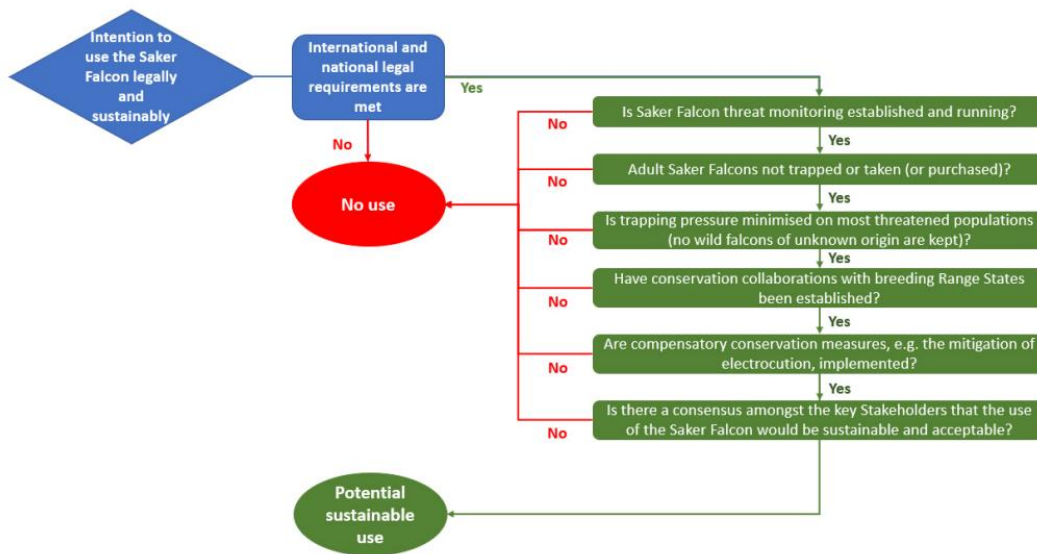 Intention to
use the Saker
Falcon legally
and
sustainably
International and
national legal
requirements are
met
Yes
No
No use
Is Saker Falcon threat monitoring established and running?
No
Yes
Adult Saker Falcons not trapped or taken (or purchased)?
No
Yes
Is trapping pressure minimised on most threatened populations
(no wild falcons of unknown origin are kept)?
No
Yes
Have conservation collaborations with breeding Range States
been established?
No
Yes
Are compensatory conservation measures, e.g. the mitigation of
electrocution, implemented?
No
Yes
Is there a consensus amongst the key Stakeholders that the use
of the Saker Falcon would be sustainable and acceptable?
No
Potential
sustainable
use